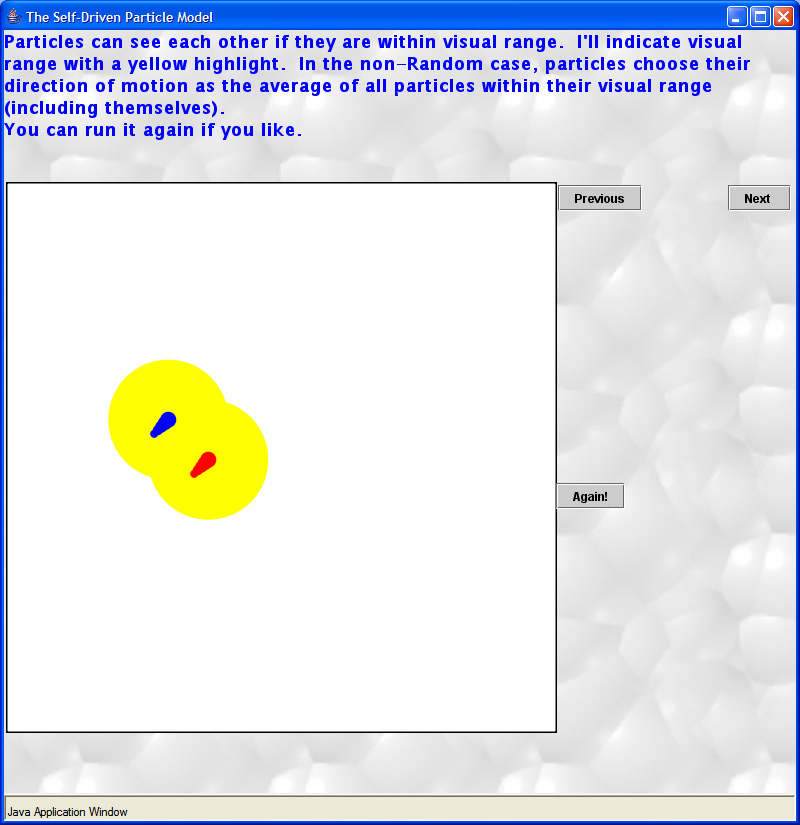 The Self-Driven Particle Model
Particles can see each other if they are within visual range.  I'll indicate visual
range with a yellow highlight.  In the non-Random case, particles choose their
direction of motion as the average of all particles within their visual range
(including themselves).
You can run it again if you like.
Previous
Next
Again!
Java Application Window